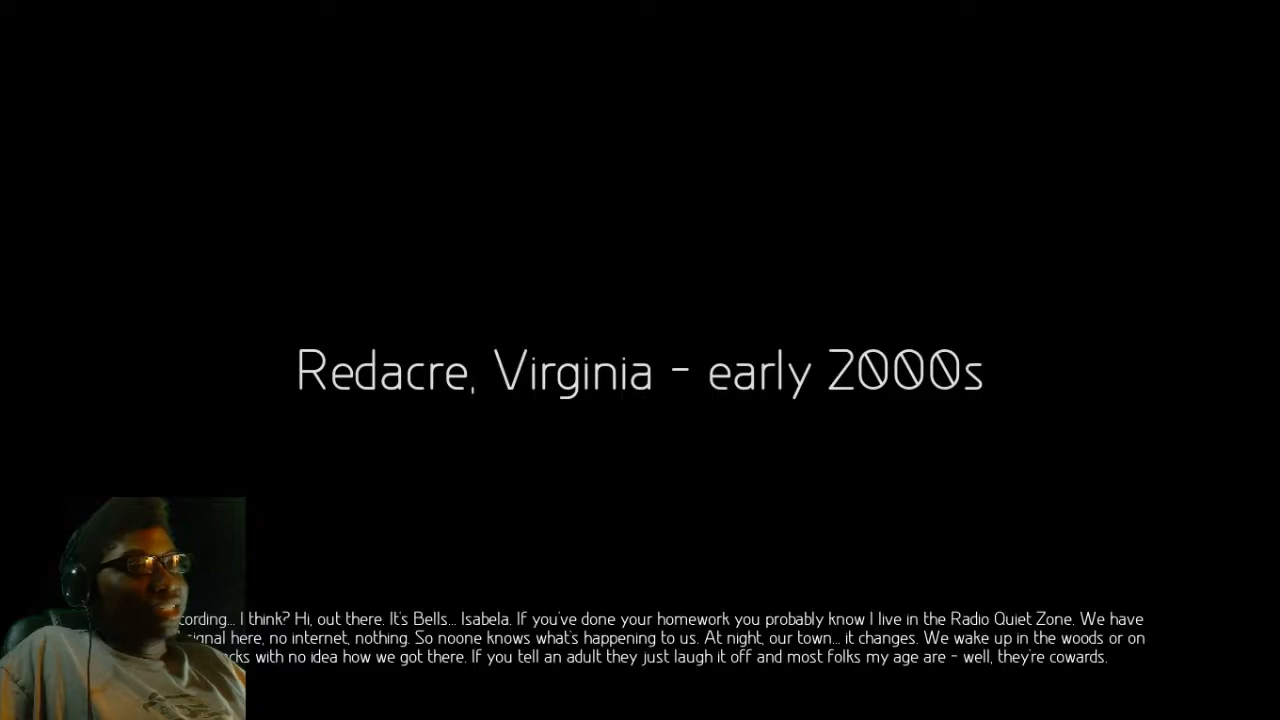 Redacre, Virginia - early 2000s
I think? Hi, out there. It's Bells... Isabela. If you've done your homework you probably know I live in the Radio Quiet Zone. We have
here, no internet, nothing. So noone knows what's happening to us. At night, our town... it changes. We wake up in the woods or on
with no idea how we got there. If you tell an adult they just laugh it off and most folks my age are - well, they're cowards.